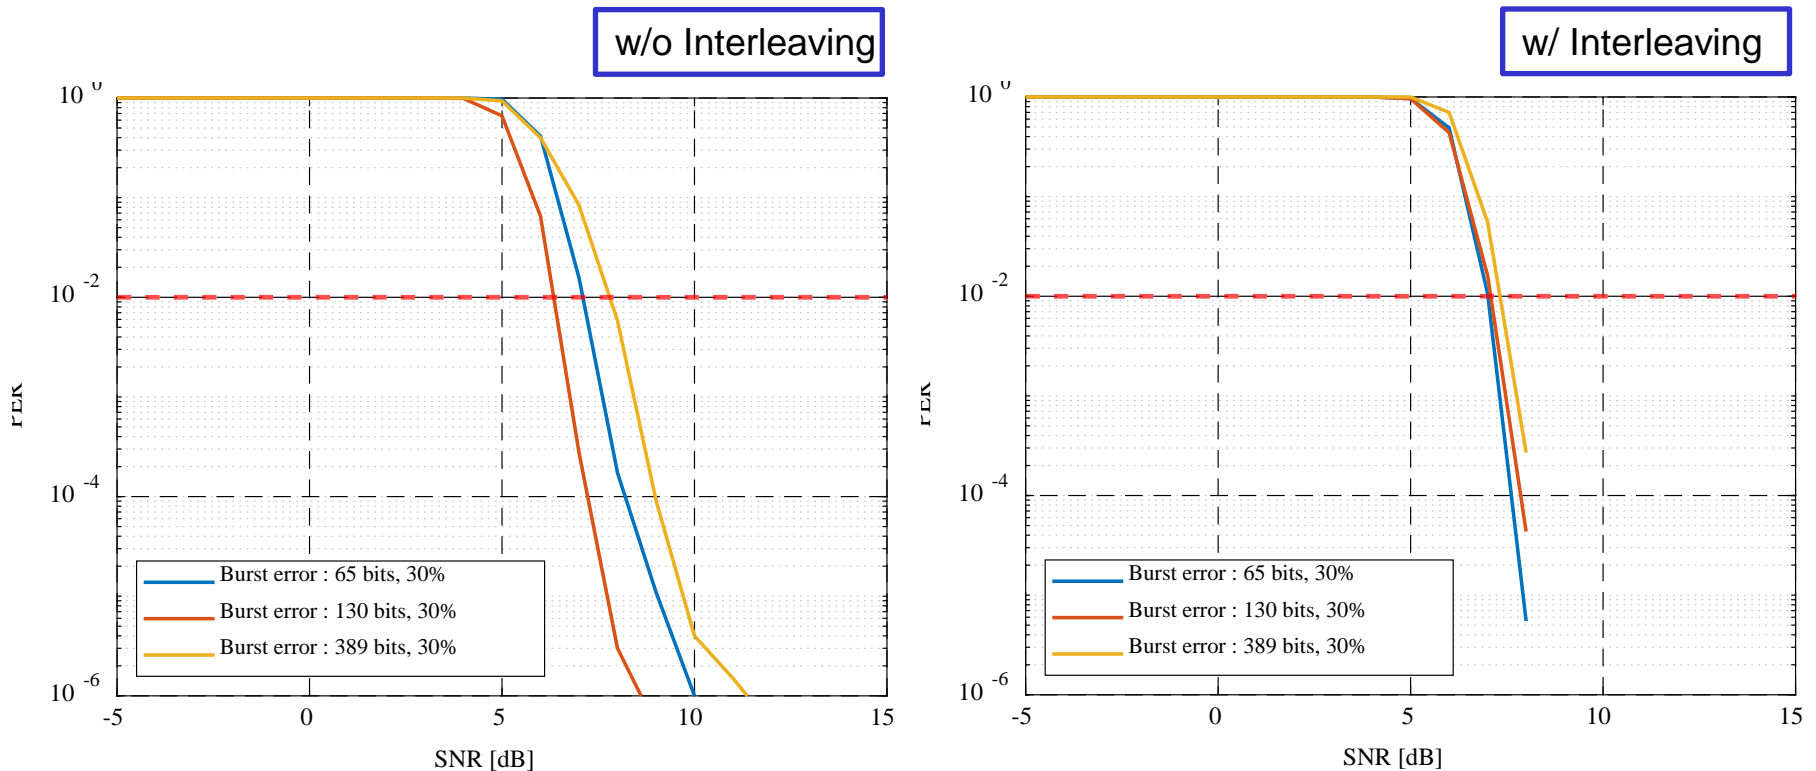 w/o Interleaving
10 0
10 -2
10 -4
10 -6
PER
-5 0 5 10 15
SNR [dB]
Burst error : 65 bits, 30%
Burst error : 130 bits, 30%
Burst error : 389 bits, 30%
w/ Interleaving
10 0
10 -2
10 -4
10 -6
PER
-5 0 5 10 15
SNR [dB]
Burst error : 65 bits, 30%
Burst error : 130 bits, 30%
Burst error : 389 bits, 30%